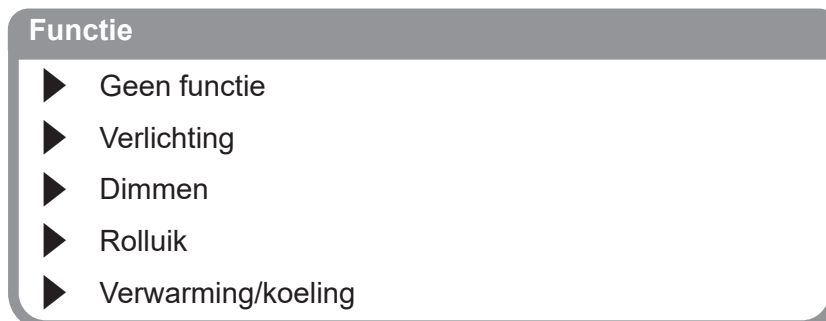 Functie
Geen functie
Verlichting
Dimmen
Rolluik
Verwarming/koeling